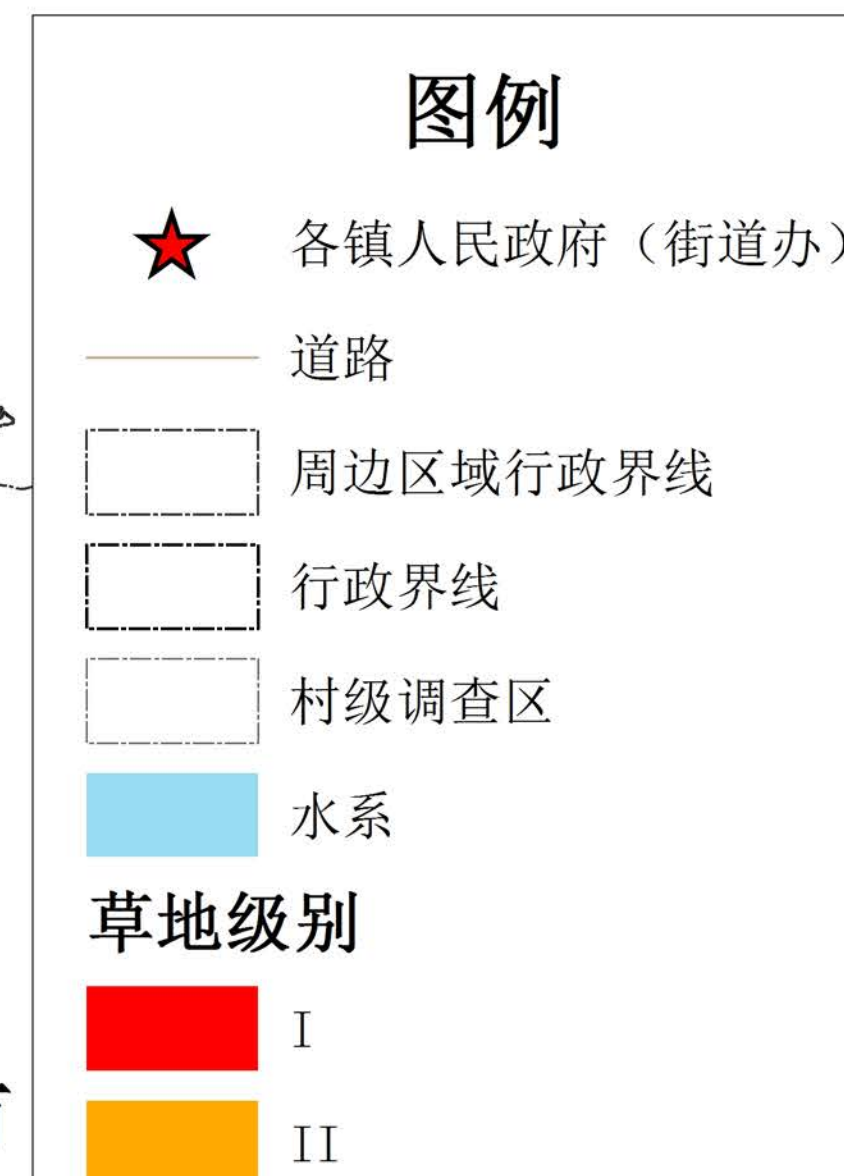 图例
各镇人民政府（街道办）
道路
周边区域行政界线
行政界线
村级调查区
水系
草地级别
I
II